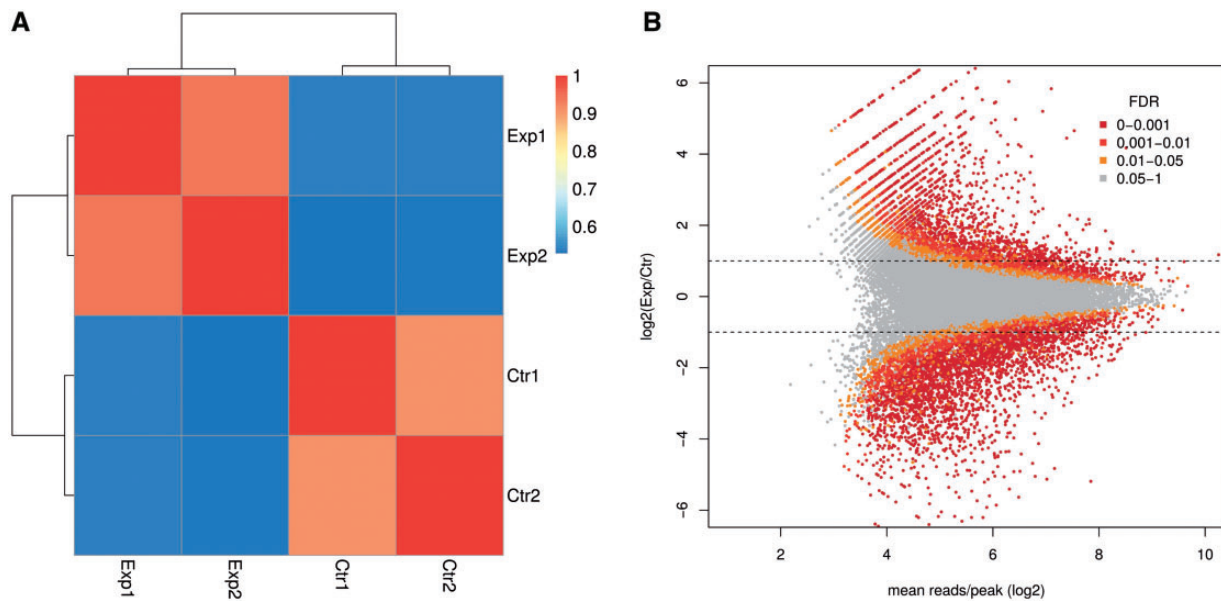 A
1
0.9
0.8
0.7
0.6
Exp1
Exp2
Ctr1
Ctr2
Exp1
Exp2
Ctr1
Ctr2
B
log2(Exp/Ctr)
6
4
2
0
-2
-4
-6
FDR
0-0.001
0.001-0.01
0.01-0.05
0.05-1
2
4
6
8
10
mean reads/peak (log2)